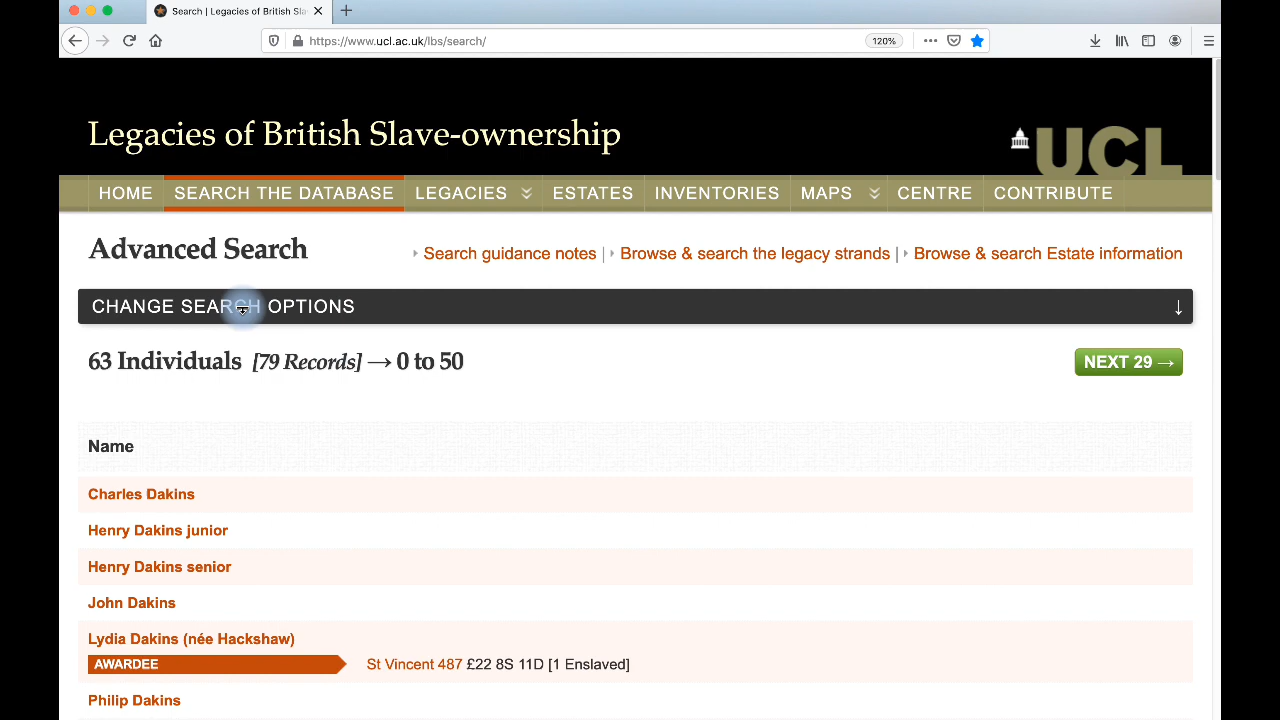 Search | Legacies of British Slave-ownership
https://www.ucl.ac.uk/lbs/search/
120%
Legacies of British Slave-ownership
UCL
HOME
SEARCH THE DATABASE
LEGACIES
ESTATES
INVENTORIES
MAPS
CENTRE
CONTRIBUTE
Advanced Search
Search guidance notes | Browse & search the legacy strands | Browse & search Estate information
CHANGE SEARCH OPTIONS ↓
63 Individuals [79 Records] → 0 to 50
NEXT 29 →
Name
Charles Dakins
Henry Dakins junior
Henry Dakins senior
John Dakins
Lydia Dakins (née Hackshaw)
AWARDEE St Vincent 487 £22 8S 11D [1 Enslaved]
Philip Dakins